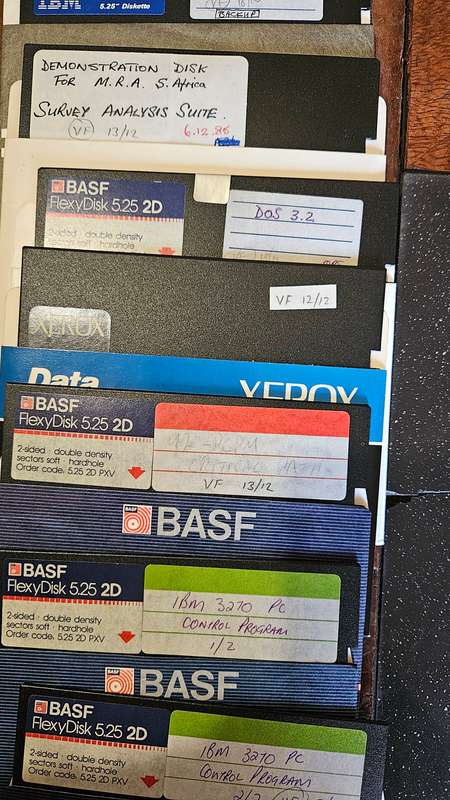 IBM 5.25" Diskette
BACKUP
DEMONSTRATION DISK
FOR M.R.A. S. Africa
SURVEY ANALYSIS SUITE.
VF 13/12 6.12.86
BASF
FlexyDisk 5.25 2D
2-sided · double density
sectors soft · hardhole
DOS 3.2
XEROX
VF 12/12
Data
XEROX
BASF
FlexyDisk 5.25 2D
2-sided · double density
sectors soft · hardhole
Order code: 5.25 2D PXV
VF 13/12
BASF
BASF
FlexyDisk 5.25 2D
2-sided · double density
sectors soft · hardhole
Order code: 5.25 2D PXV
IBM 3270 PC
CONTROL PROGRAM
1/2
BASF
BASF
BASF
FlexyDisk 5.25 2D
2-sided · double density
sectors soft · hardhole
Order code: 5.25 2D PXV
IBM 3270 PC
CONTROL PROGRAM
2/2